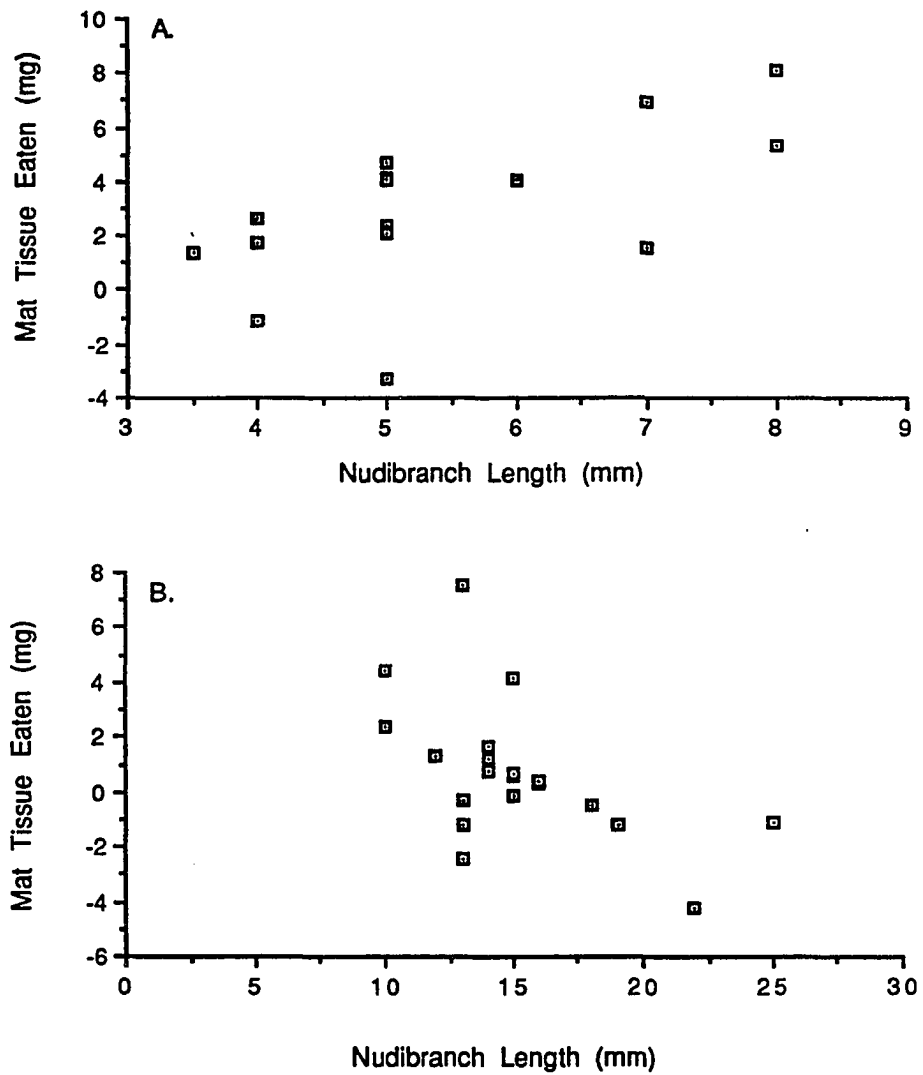 A.
10
8
6
4
2
0
-2
-4
Mat Tissue Eaten (mg)
3 4 5 6 7 8 9
Nudibranch Length (mm)
B.
8
6
4
2
0
-2
-4
-6
Mat Tissue Eaten (mg)
0 5 10 15 20 25 30
Nudibranch Length (mm)